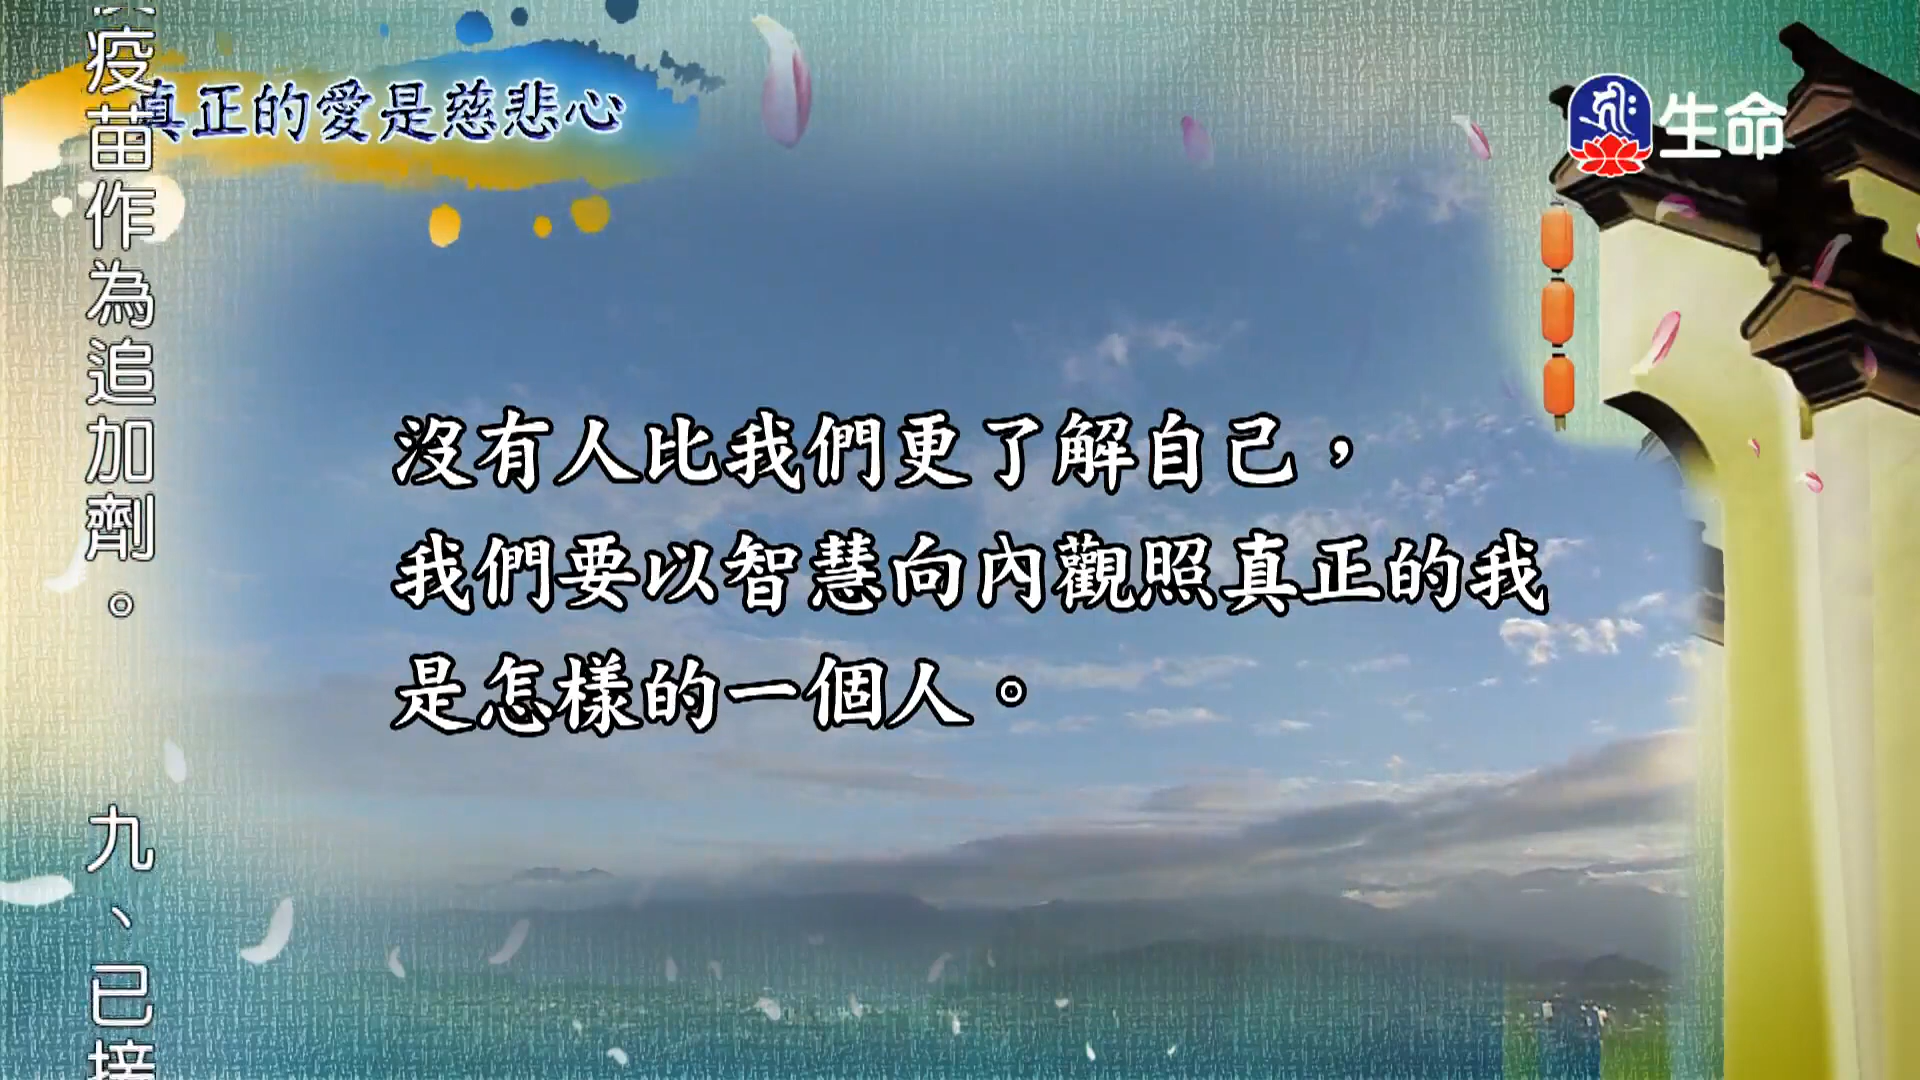 真正的愛是慈悲心
生命
沒有人比我們更了解自己，
我們要以智慧向內觀照真正的我
是怎樣的一個人。
疫苗作為追加劑。 九、已接